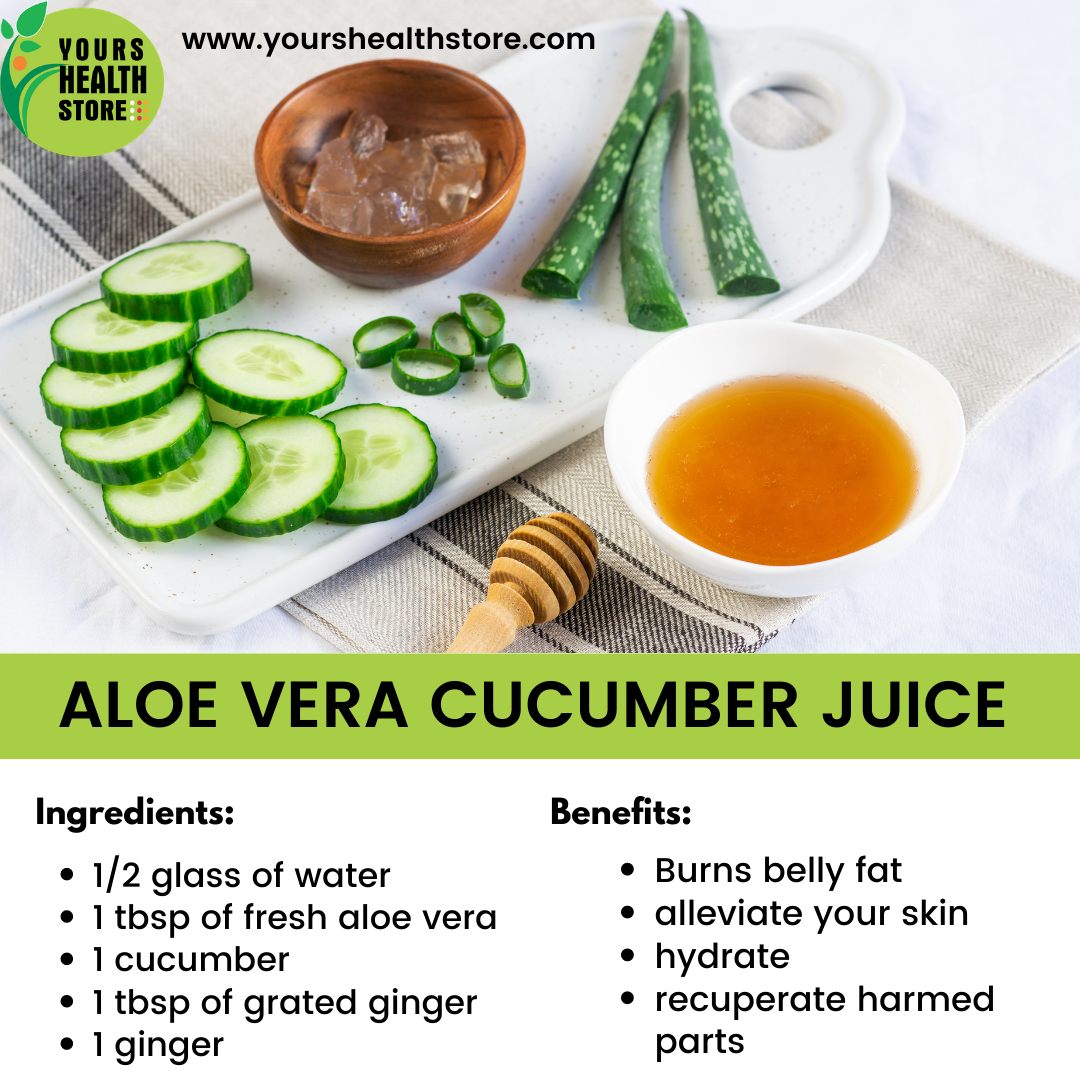 YOURS
HEALTH
STORE
www.yourshealthstore.com
ALOE VERA CUCUMBER JUICE
Ingredients:
• 1/2 glass of water
• 1 tbsp of fresh aloe vera
• 1 cucumber
• 1 tbsp of grated ginger
• 1 ginger
Benefits:
• Burns belly fat
• alleviate your skin
• hydrate
• recuperate harmed
parts